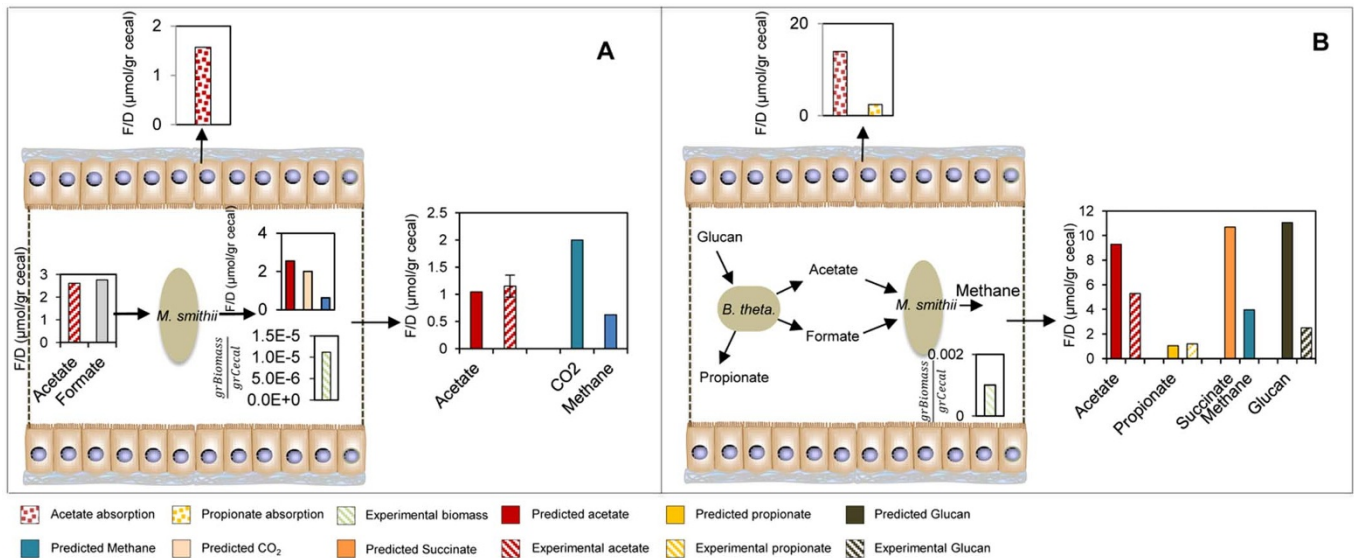 A
F/D (µmol/gr cecal)
2
1
0
F/D (µmol/gr cecal)
3
2
1
0
Acetate
Formate
M. smithii
F/D (µmol/gr cecal)
4
2
0
grBiomass
grCecal
1.5E-5
1.0E-5
5.0E-6
0.0E+0
F/D (µmol/gr cecal)
2.5
2
1.5
1
0.5
0
Acetate
CO2
Methane
B
F/D (µmol/gr cecal)
20
0
Glucan
B. theta.
Acetate
Formate
Propionate
M. smithii
Methane
grBiomass
grCecal
0.002
0
F/D (µmol/gr cecal)
12
10
8
6
4
2
0
Acetate
Propionate
Succinate
Methane
Glucan
Acetate absorption
Propionate absorption
Experimental biomass
Predicted acetate
Predicted propionate
Predicted Glucan
Predicted Methane
Predicted CO₂
Predicted Succinate
Experimental acetate
Experimental propionate
Experimental Glucan